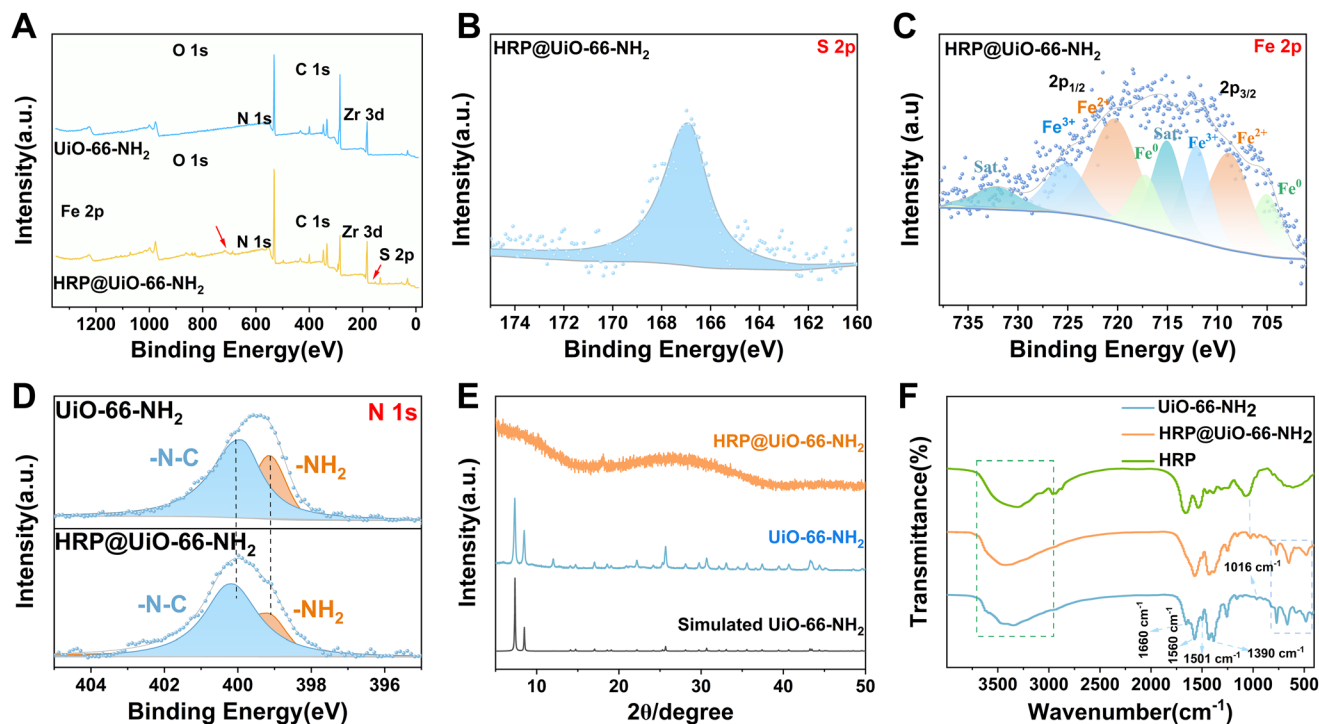 A
O 1s
C 1s
N 1s
Zr 3d
UiO-66-NH₂
O 1s
Fe 2p
C 1s
N 1s
Zr 3d
S 2p
HRP@UiO-66-NH₂
1200 1000 800 600 400 200 0
Binding Energy(eV)
Intensity(a.u.)
B
HRP@UiO-66-NH₂
S 2p
174 172 170 168 166 164 162 160
Binding Energy(eV)
Intensity(a.u.)
C
HRP@UiO-66-NH₂
Fe 2p
2p₁/₂
2p₃/₂
Fe²⁺
Fe³⁺
Sat.
Fe³⁺
Fe²⁺
Fe⁰
Sat.
Fe⁰
735 730 725 720 715 710 705
Binding Energy (eV)
Intensity (a.u)
D
UiO-66-NH₂
N 1s
-N-C
-NH₂
HRP@UiO-66-NH₂
-N-C
-NH₂
404 402 400 398 396
Binding Energy(eV)
Intensity(a.u.)
E
HRP@UiO-66-NH₂
UiO-66-NH₂
Simulated UiO-66-NH₂
10 20 30 40 50
2θ/degree
Intensity(a.u.)
F
UiO-66-NH2
HRP@UiO-66-NH2
HRP
1016 cm⁻¹
1660 cm⁻¹
1560 cm⁻¹
1501 cm⁻¹
1390 cm⁻¹
3500 3000 2500 2000 1500 1000 500
Wavenumber(cm⁻¹)
Transmittance(%)